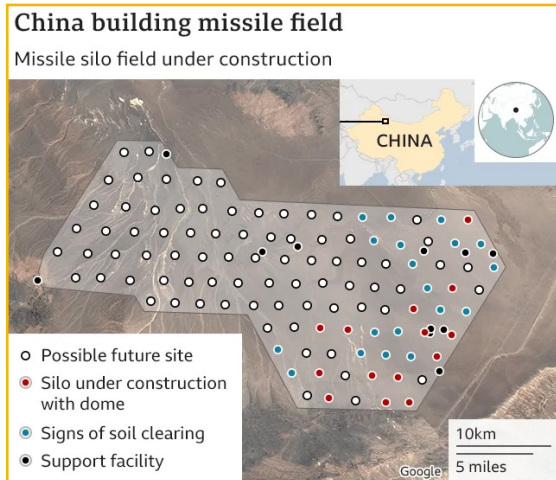 China building missile field
Missile silo field under construction
CHINA
Possible future site
Silo under construction
with dome
Signs of soil clearing
Support facility
10km
5 miles
Google